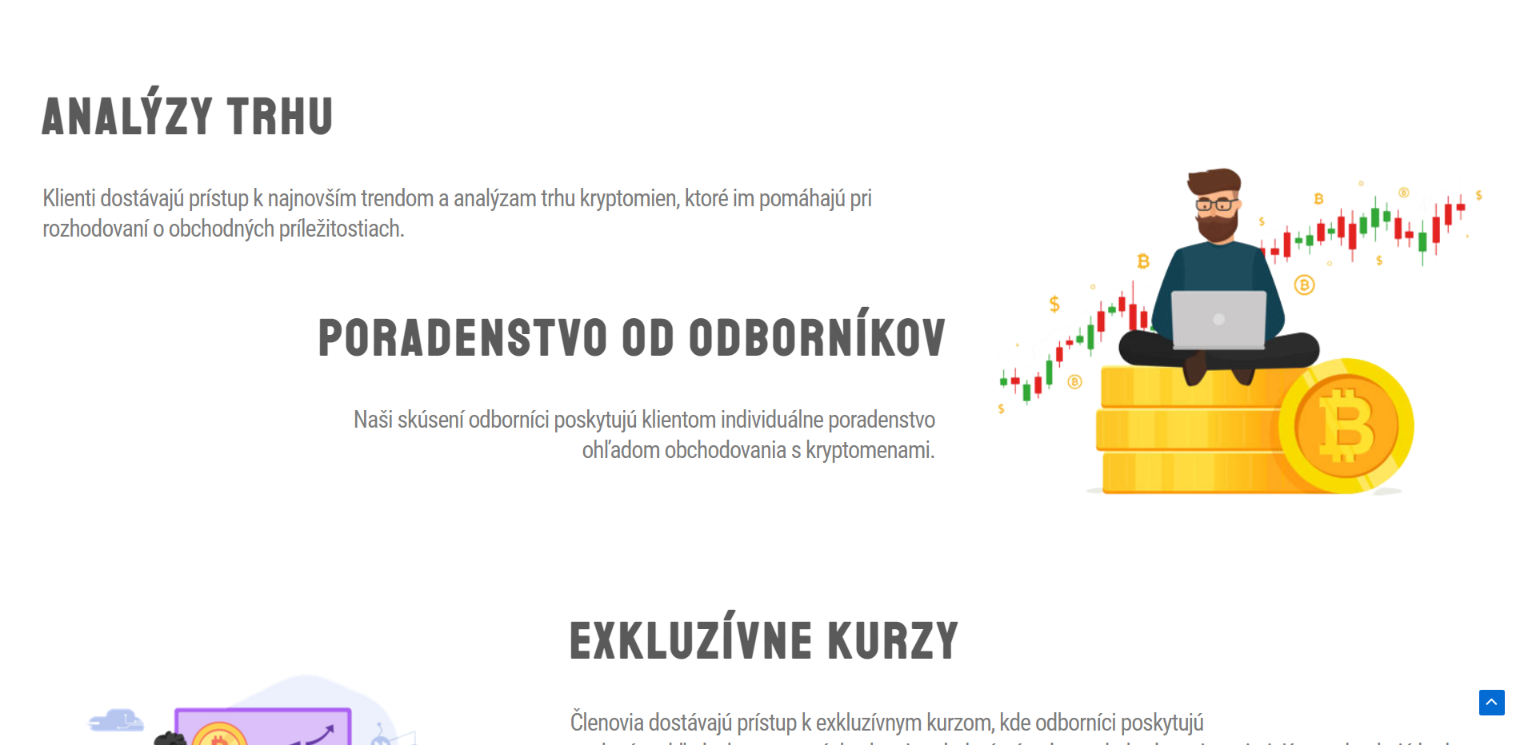 ANALÝZY TRHU
Klienti dostávajú prístup k najnovším trendom a analýzam trhu kryptomien, ktoré im pomáhajú pri
rozhodovaní o obchodných príležitostiach.
PORADENSTVO OD ODBORNÍKOV
Naši skúsení odborníci poskytujú klientom individuálne poradenstvo
ohľadom obchodovania s kryptomenami.
EXKLUZÍVNE KURZY
Členovia dostávajú prístup k exkluzívnym kurzom, kde odborníci poskytujú